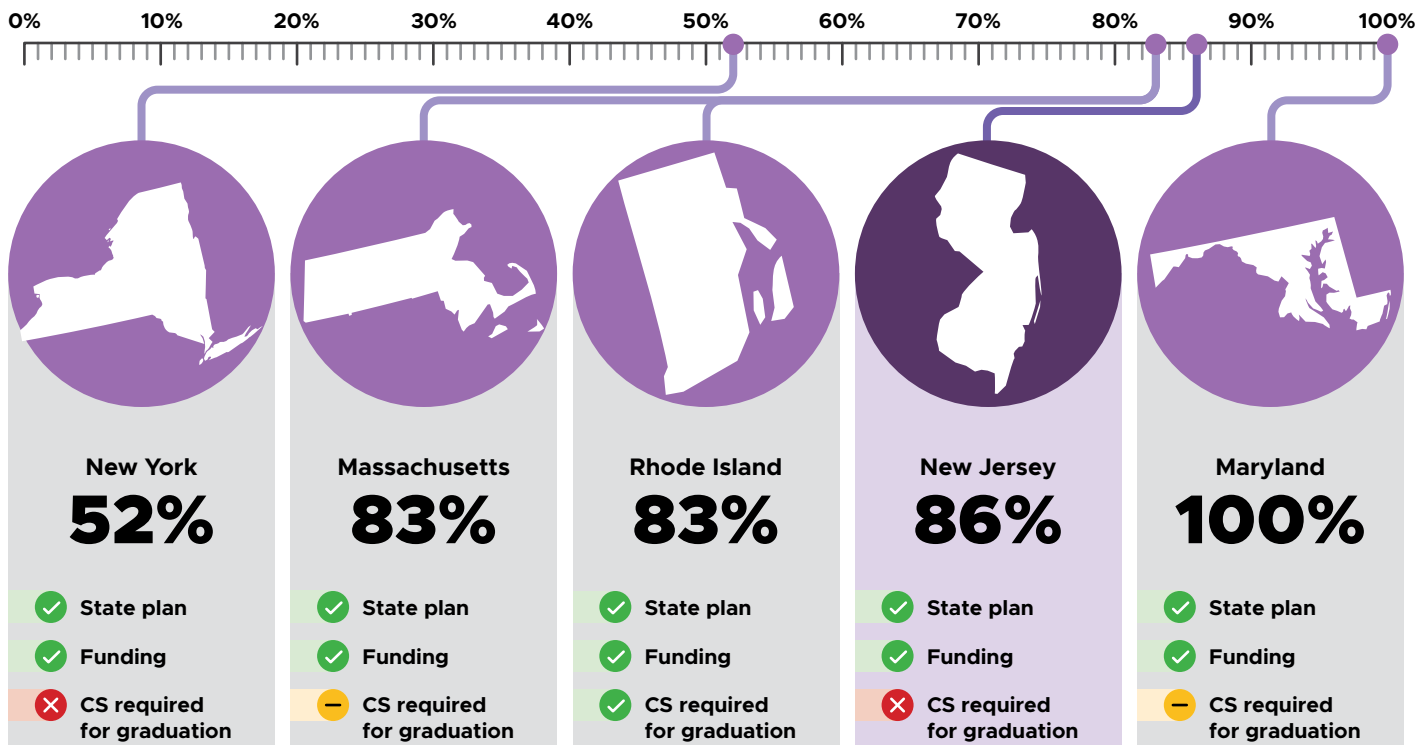 0% 10% 20% 30% 40% 50% 60% 70% 80% 90% 100%
New York
52%
State plan
Funding
CS required
for graduation
Massachusetts
83%
State plan
Funding
CS required
for graduation
Rhode Island
83%
State plan
Funding
CS required
for graduation
New Jersey
86%
State plan
Funding
CS required
for graduation
Maryland
100%
State plan
Funding
CS required
for graduation